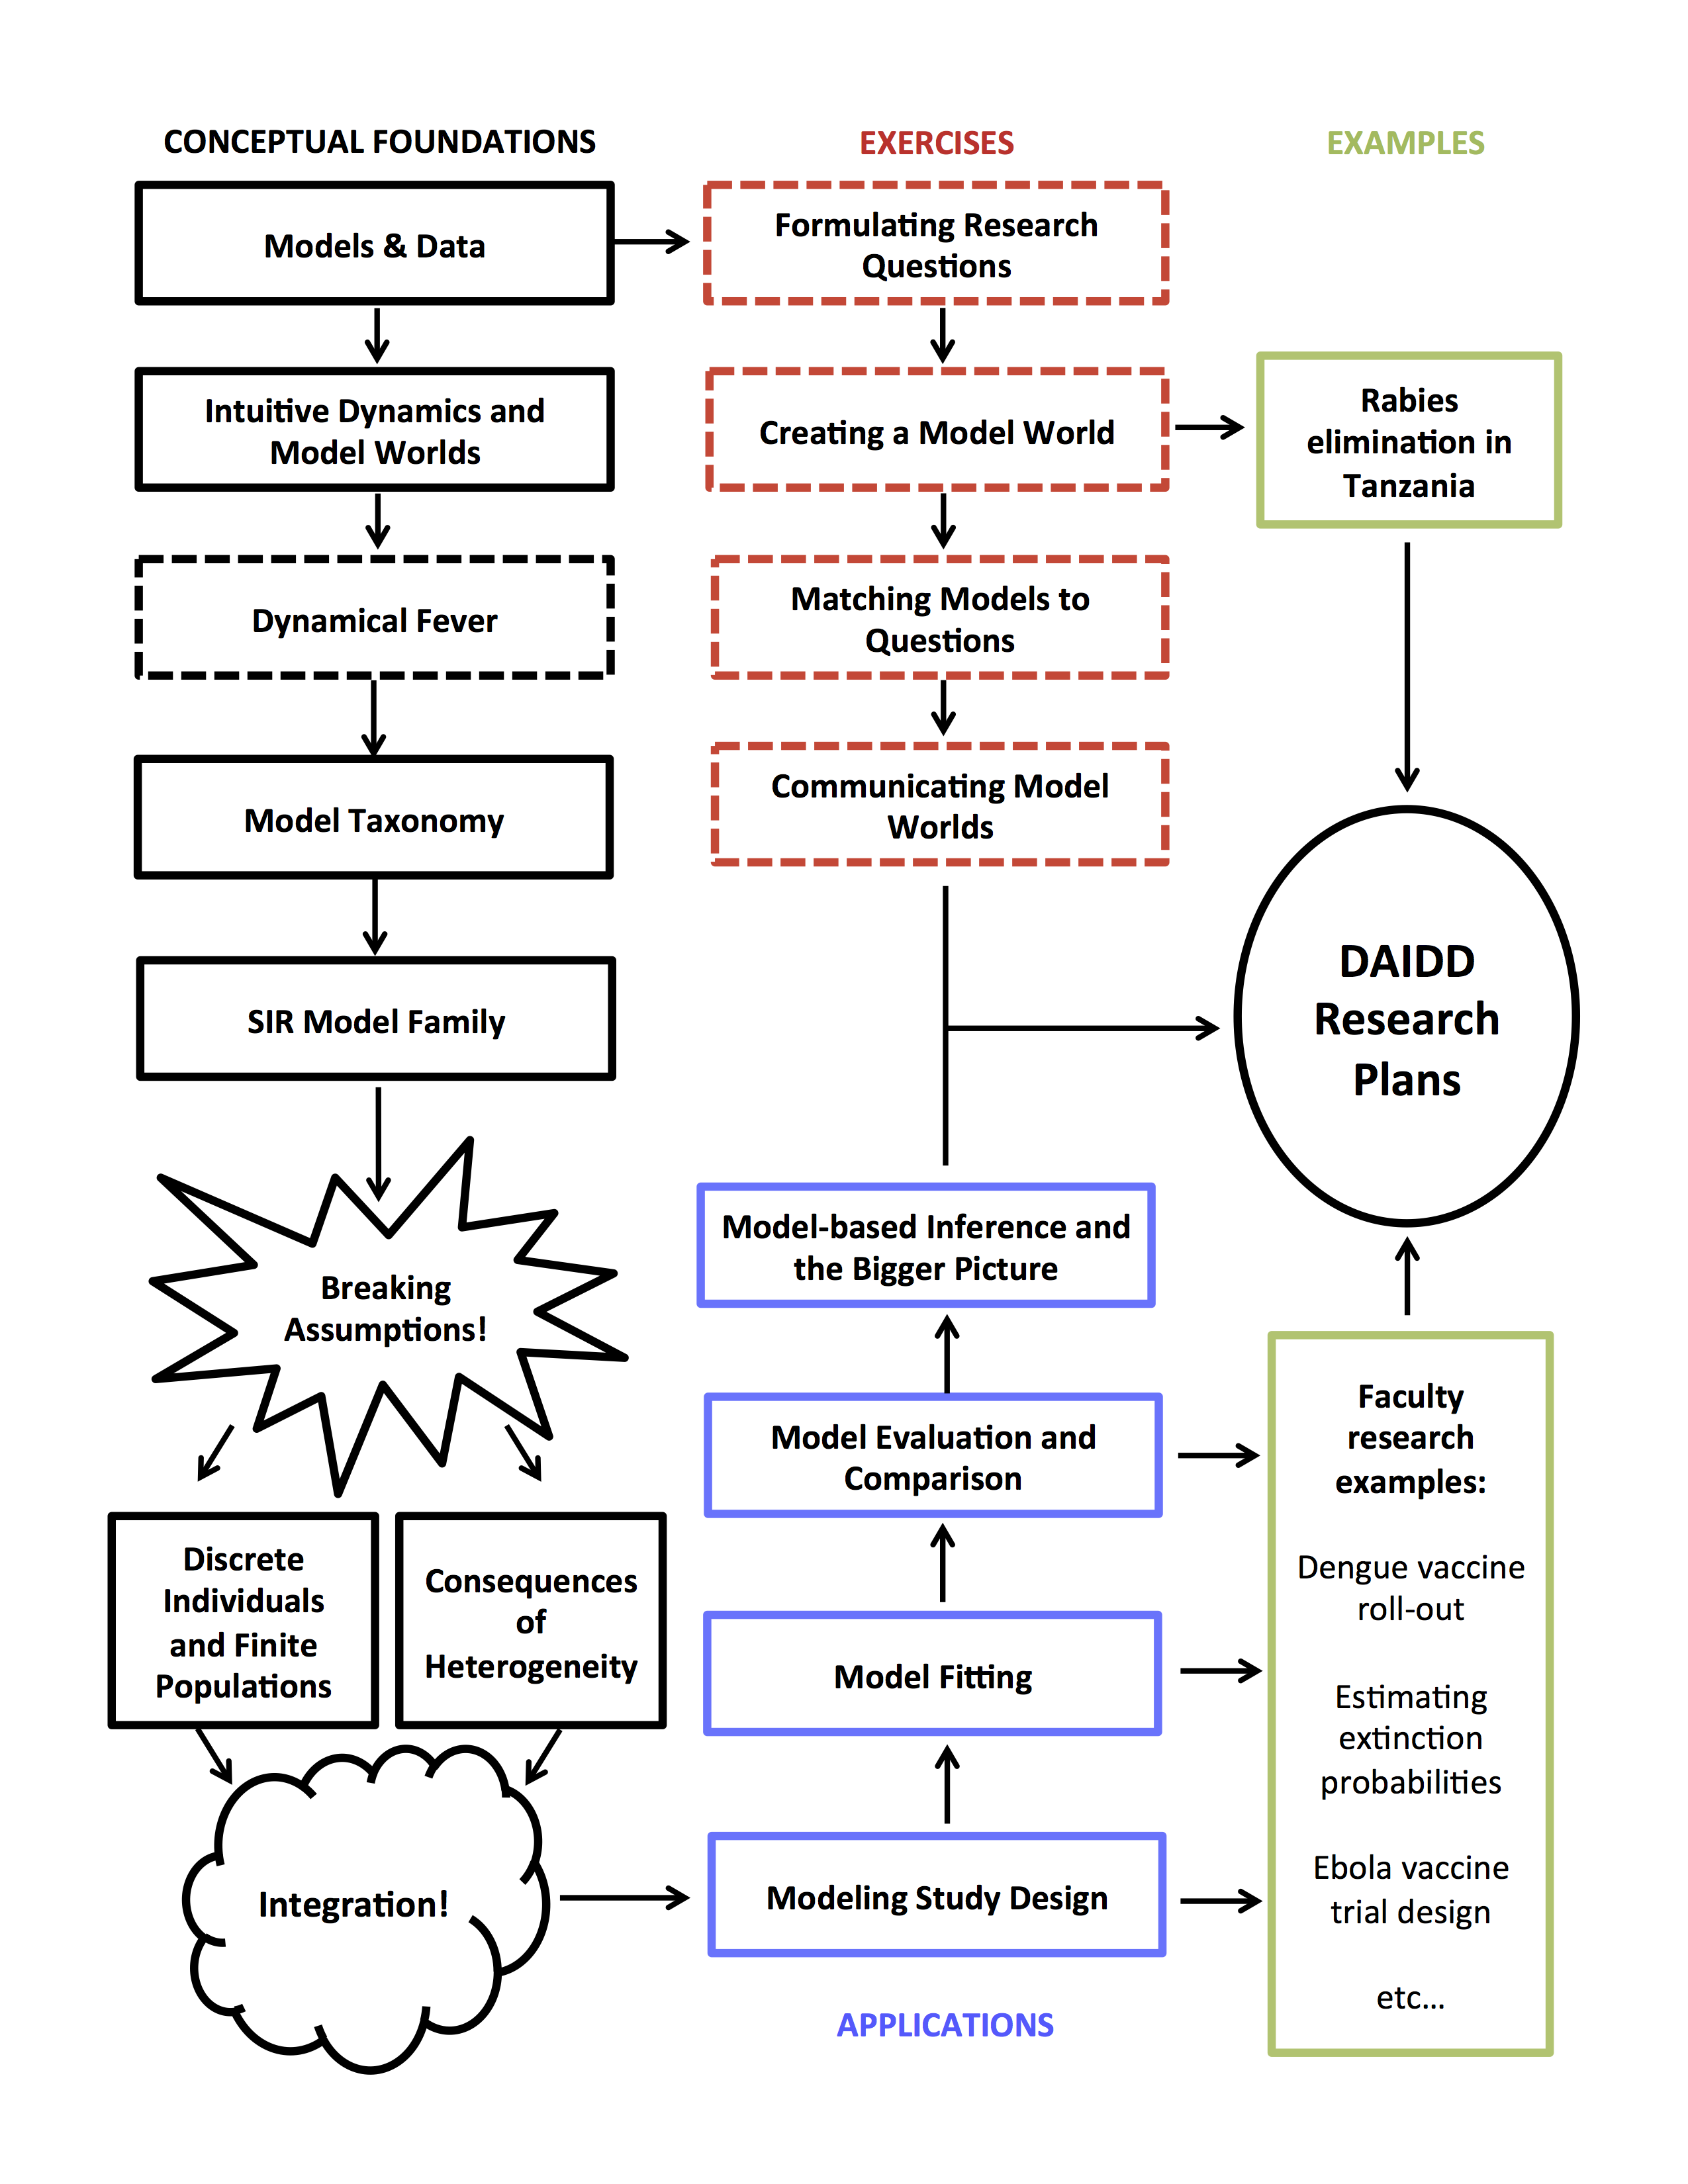 CONCEPTUAL FOUNDATIONS
Models & Data
Intuitive Dynamics and
Model Worlds
Dynamical Fever
Model Taxonomy
SIR Model Family
Breaking
Assumptions!
Discrete
Individuals
and Finite
Populations
Consequences
of
Heterogeneity
Integration!
EXERCISES
Formulating Research
Questions
Creating a Model World
Matching Models to
Questions
Communicating Model
Worlds
Model-based Inference and
the Bigger Picture
Model Evaluation and
Comparison
Model Fitting
Modeling Study Design
APPLICATIONS
EXAMPLES
Rabies
elimination in
Tanzania
DAIDD
Research
Plans
Faculty
research
examples:
Dengue vaccine
roll-out
Estimating
extinction
probabilities
Ebola vaccine
trial design
etc...